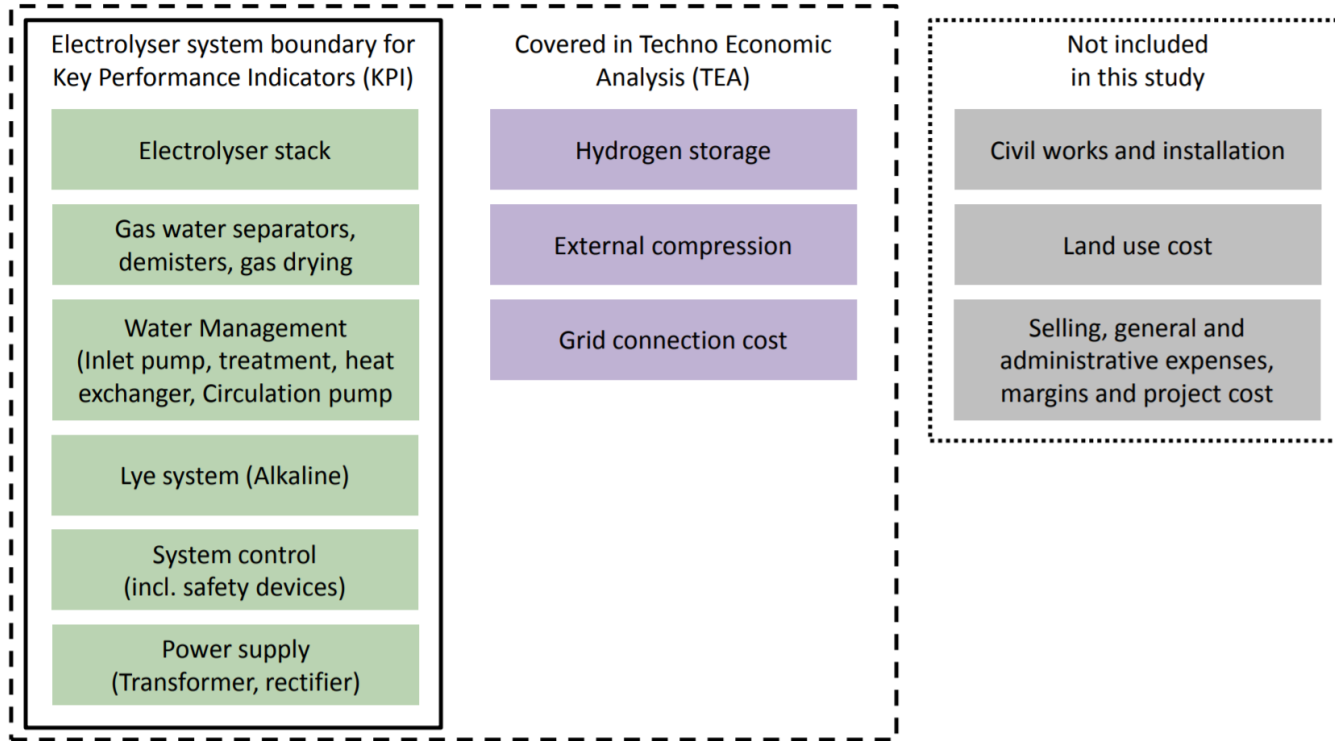 Electrolyser system boundary for
Key Performance Indicators (KPI)
Electrolyser stack
Gas water separators,
demisters, gas drying
Water Management
(Inlet pump, treatment, heat
exchanger, Circulation pump
Lye system (Alkaline)
System control
(incl. safety devices)
Power supply
(Transformer, rectifier)
Covered in Techno Economic
Analysis (TEA)
Hydrogen storage
External compression
Grid connection cost
Not included
in this study
Civil works and installation
Land use cost
Selling, general and
administrative expenses,
margins and project cost